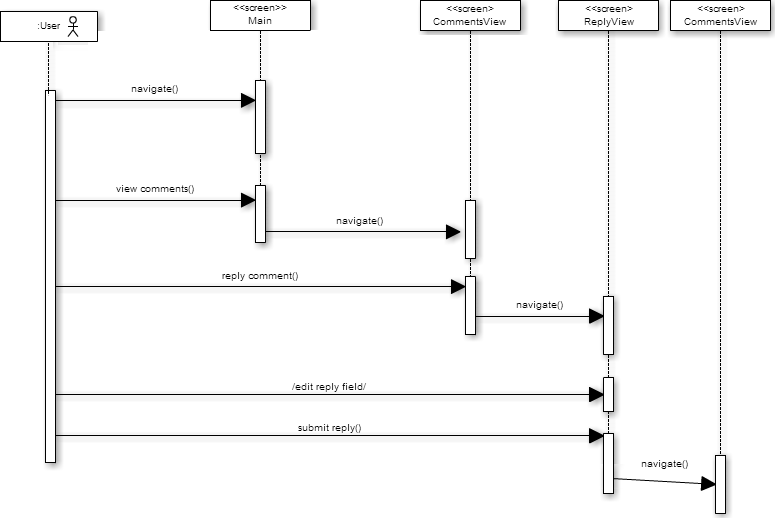 :User
<<screen>>
Main
<<screen>
CommentsView
<<screen>
ReplyView
<<screen>
CommentsView
navigate()
view comments()
navigate()
reply comment()
navigate()
/edit reply field/
submit reply()
navigate()